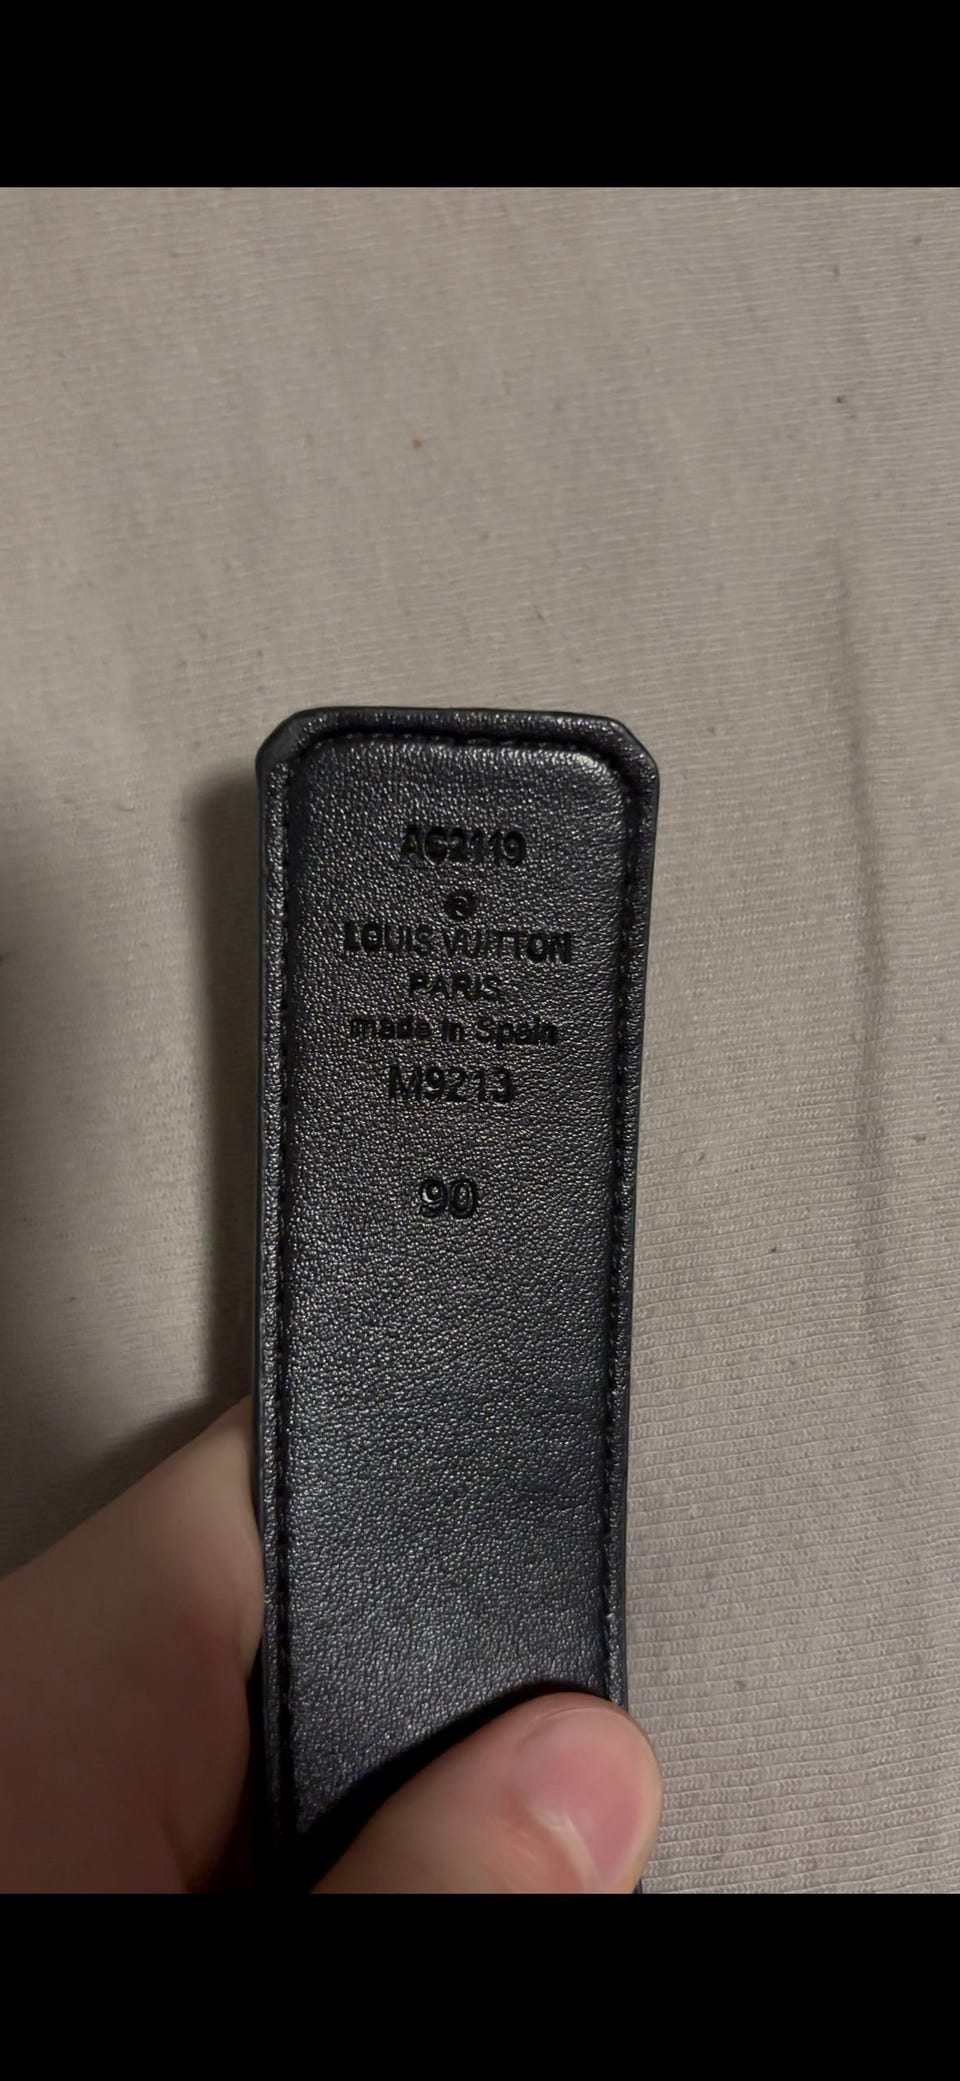 AC2119
R
LOUIS VUITTON
PARIS
made in Spain
M9213
90